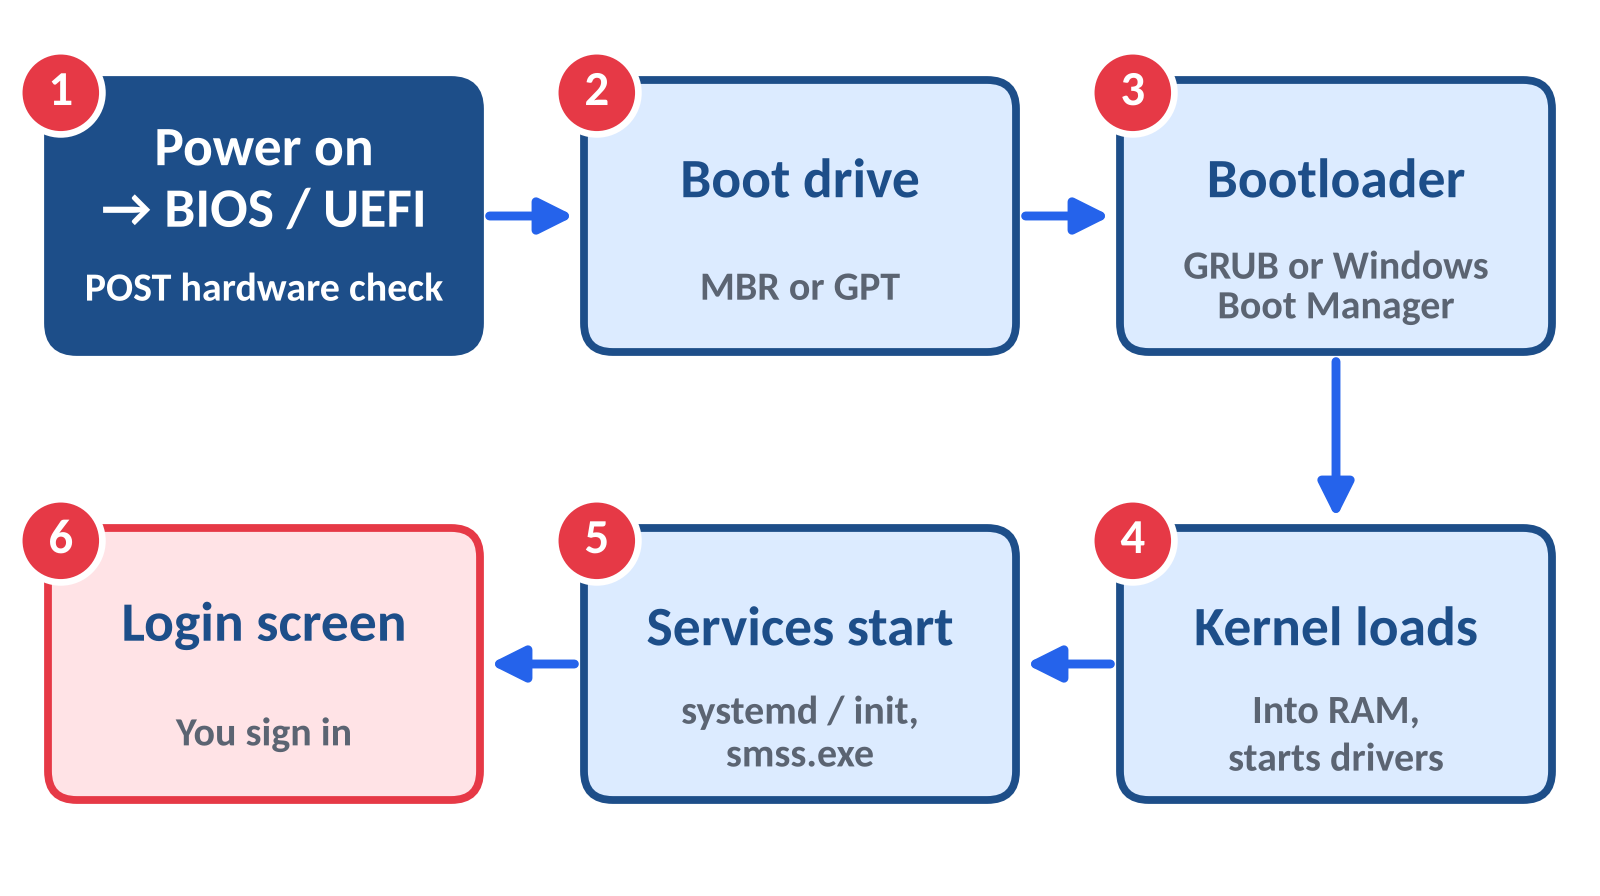 1
Power on
→ BIOS / UEFI
POST hardware check
2
Boot drive
MBR or GPT
3
Bootloader
GRUB or Windows
Boot Manager
4
Kernel loads
Into RAM,
starts drivers
5
Services start
systemd / init,
smss.exe
6
Login screen
You sign in